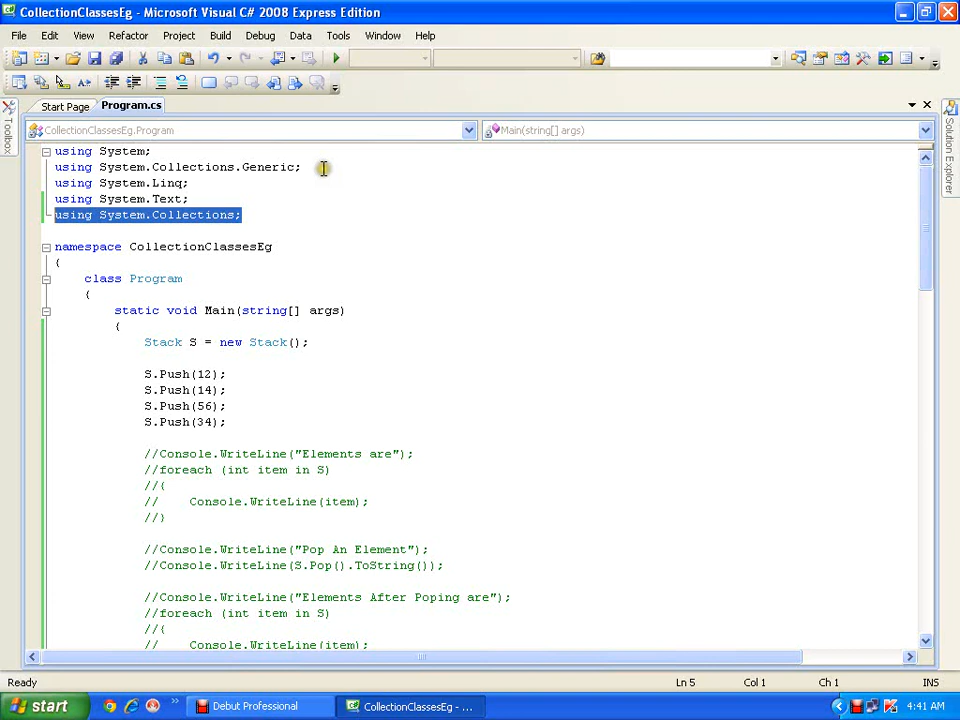 CollectionClassesEg - Microsoft Visual C# 2008 Express Edition
File Edit View Refactor Project Build Debug Data Tools Window Help
Start Page Program.cs
CollectionClassesEg.Program Main(string[] args)
Toolbox
Solution Explorer
using System;
using System.Collections.Generic;
using System.Linq;
using System.Text;
using System.Collections;
namespace CollectionClassesEg
{
class Program
{
static void Main(string[] args)
{
Stack S = new Stack();
S.Push(12);
S.Push(14);
S.Push(56);
S.Push(34);
//Console.WriteLine("Elements are");
//foreach (int item in S)
//{
// Console.WriteLine(item);
//}
//Console.WriteLine("Pop An Element");
//Console.WriteLine(S.Pop().ToString());
//Console.WriteLine("Elements After Poping are");
//foreach (int item in S)
//{
// Console.WriteLine(item);
Ready Ln 5 Col 1 Ch 1 INS
start Debut Professional CollectionClassesEg - ... 4:41 AM